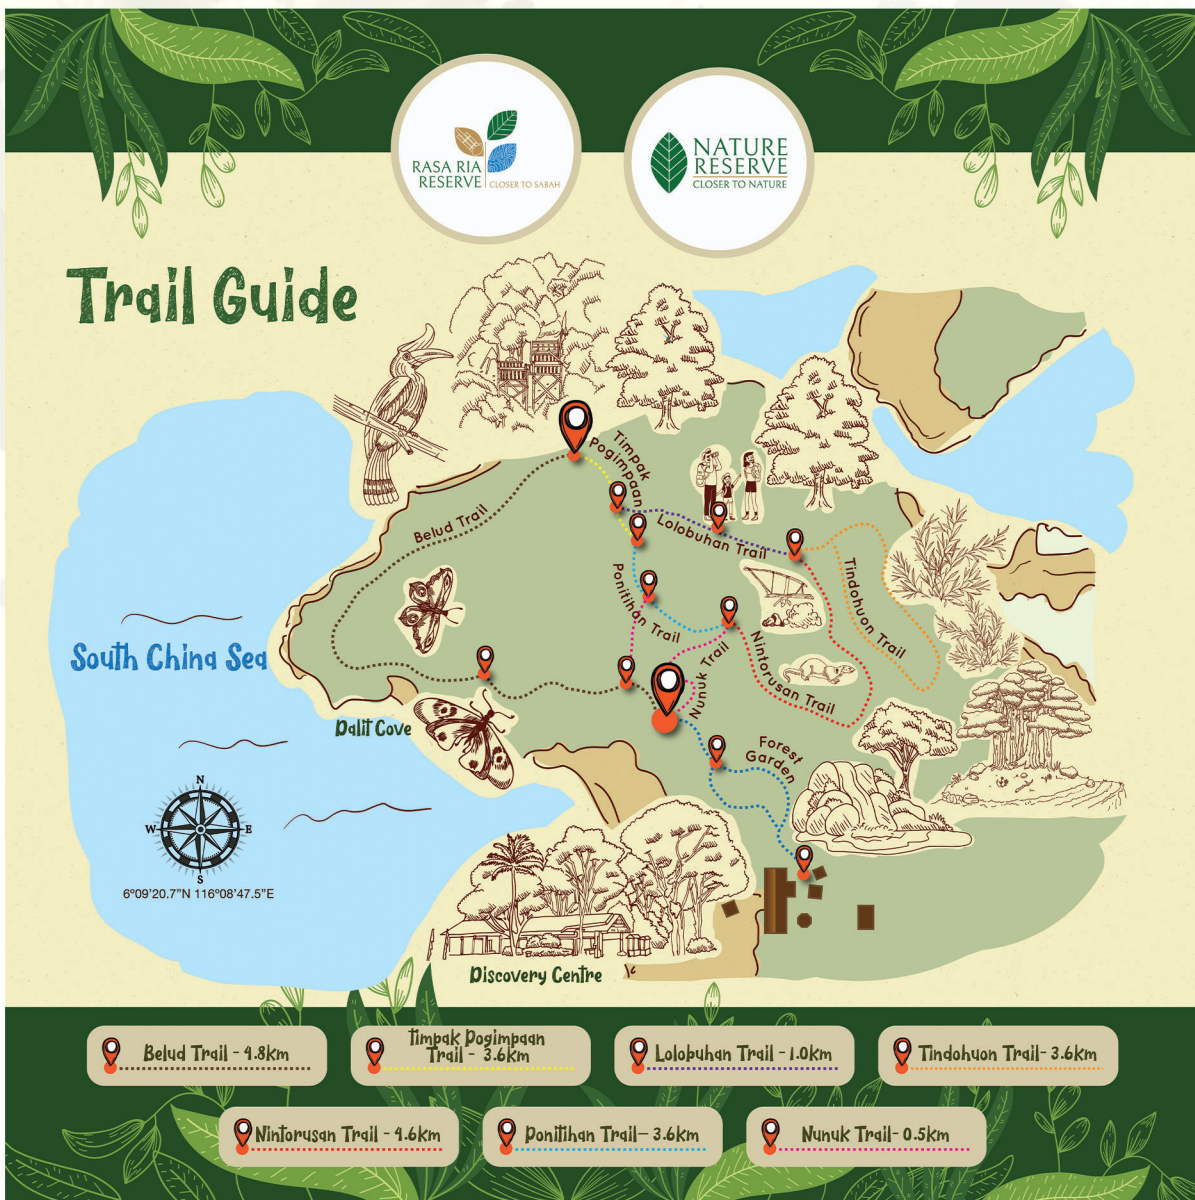 RASA RIA
RESERVE
CLOSER TO SABAH
NATURE
RESERVE
CLOSER TO NATURE
Trail Guide
Timpak
Pogimpaan
Belud Trail
Lolobuhan Trail
Ponitihan Trail
Tindohuon Trail
Nunuk Trail
Nintorusan Trail
South China Sea
Dalit Cove
Forest
Garden
N
W
E
S
6°09'20.7"N 116°08'47.5"E
Discovery Centre
Belud Trail - 4.8km
Timpak Pogimpaan
Trail - 3.6km
Lolobuhan Trail - 1.0km
Tindohuon Trail- 3.6km
Nintorusan Trail - 4.6km
Ponitihan Trail- 3.6km
Nunuk Trail- 0.5km